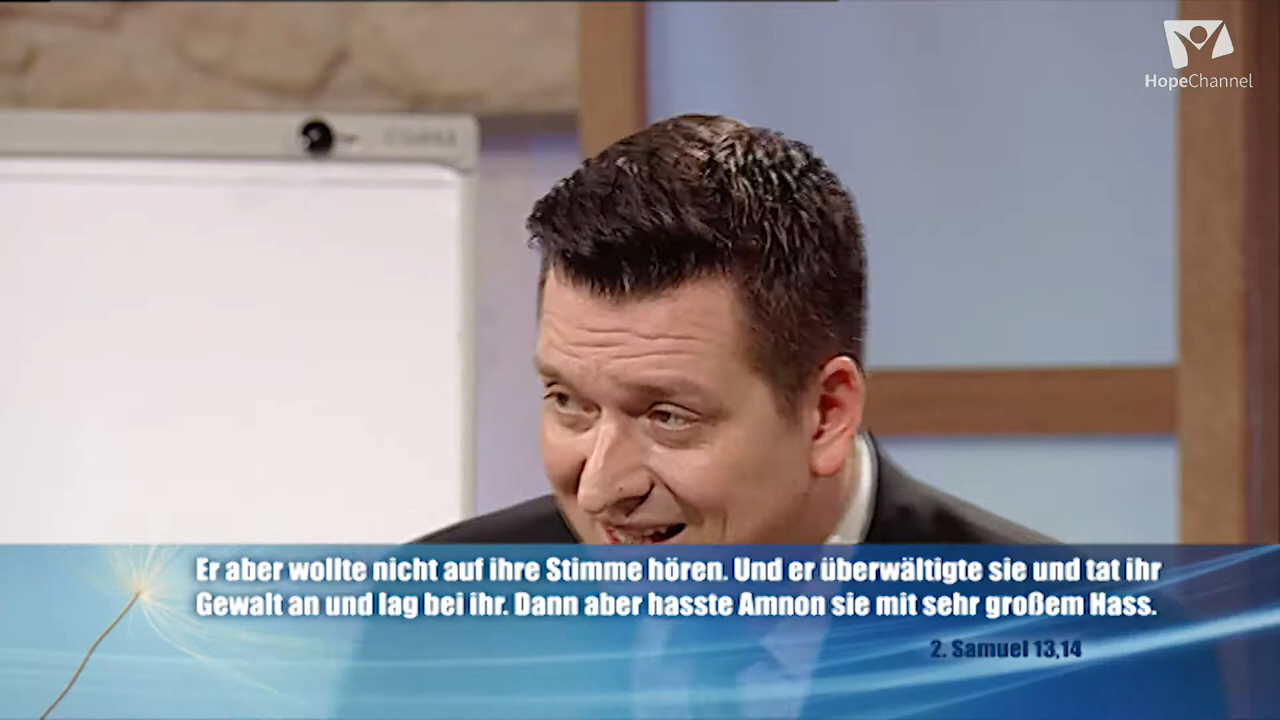 HopeChannel
Er aber wollte nicht auf ihre Stimme hören. Und er überwältigte sie und tat ihr
Gewalt an und lag bei ihr. Dann aber hasste Amnon sie mit sehr großem Hass.
2. Samuel 13,14